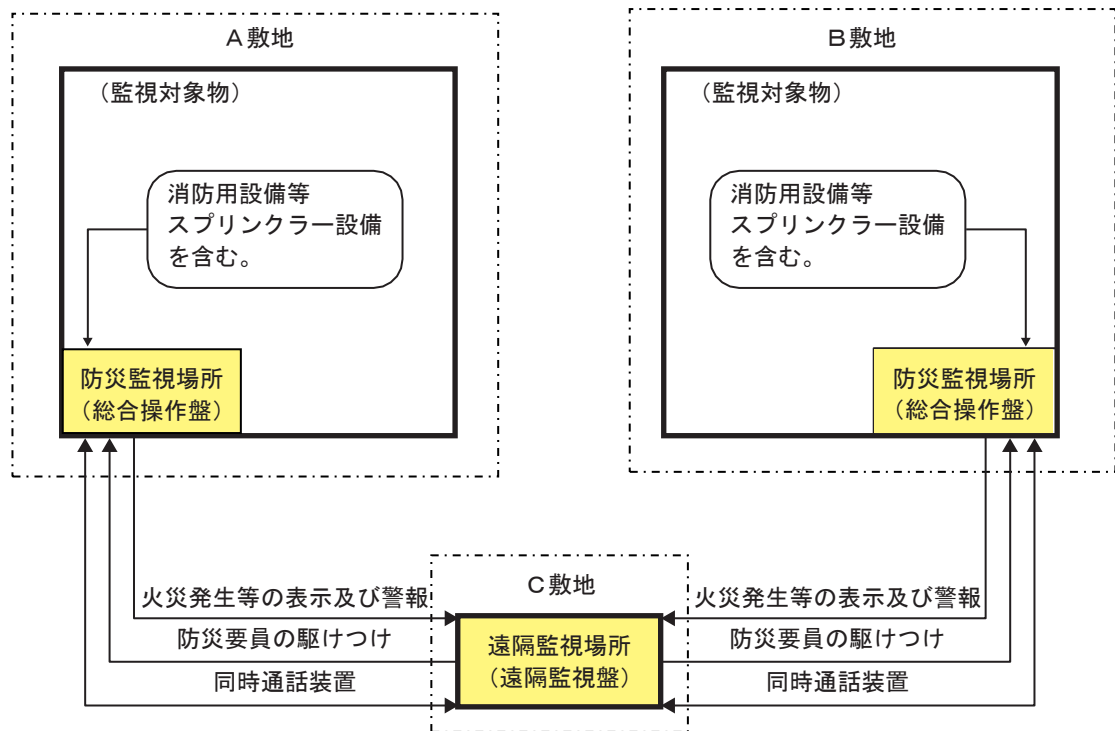 A敷地
(監視対象物)
消防用設備等
スプリンクラー設備
を含む。
防災監視場所
(総合操作盤)
B敷地
(監視対象物)
消防用設備等
スプリンクラー設備
を含む。
防災監視場所
(総合操作盤)
火災発生等の表示及び警報
防災要員の駆けつけ
同時通話装置
C敷地
遠隔監視場所
(遠隔監視盤)
火災発生等の表示及び警報
防災要員の駆けつけ
同時通話装置